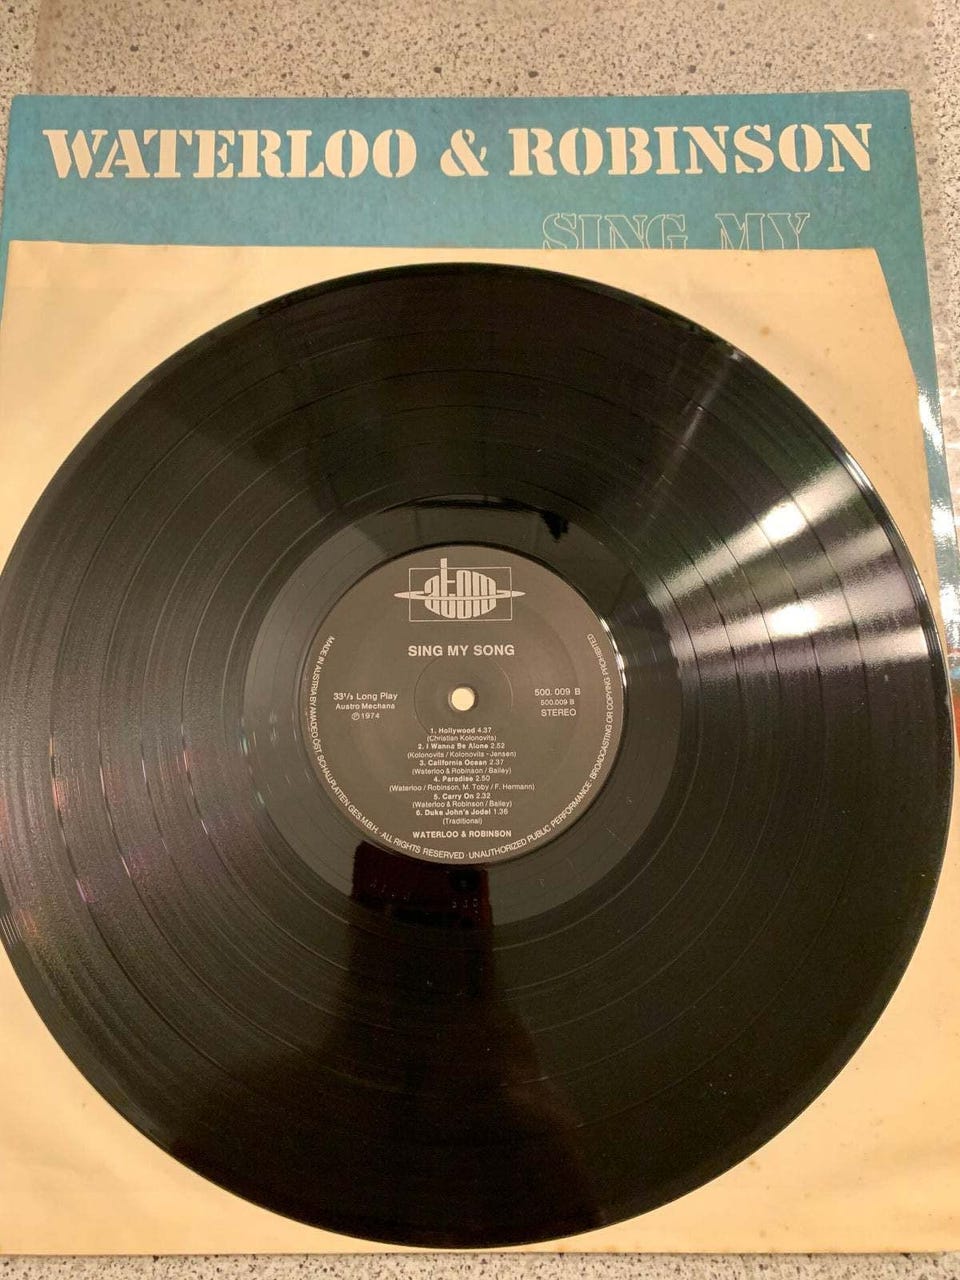 WATERLOO & ROBINSON
SING MY
atom
SING MY SONG
33⅓ Long Play
Austro Mechana
℗ 1974
500. 009 B
500.009 B
STEREO
1. Hollywood 4.37
(Christian Kolonovits)
2. I Wanna Be Alone 2.52
(Kolonovits / Kolonovits - Jensen)
3. California Ocean 2.37
(Waterloo & Robinson / Bailey)
4. Paradise 2.50
(Waterloo / Robinson, M. Toby / F. Hermann)
5. Carry On 2.32
(Waterloo & Robinson / Bailey)
6. Duke John's Jodel 1.36
(Traditional)
WATERLOO & ROBINSON
MADE IN AUSTRIA BY AMADEO ÖST. SCHALLPLATTEN GES.M.B.H. · ALL RIGHTS RESERVED · UNAUTHORIZED PUBLIC PERFORMANCE · BROADCASTING OR COPYING PROHIBITED